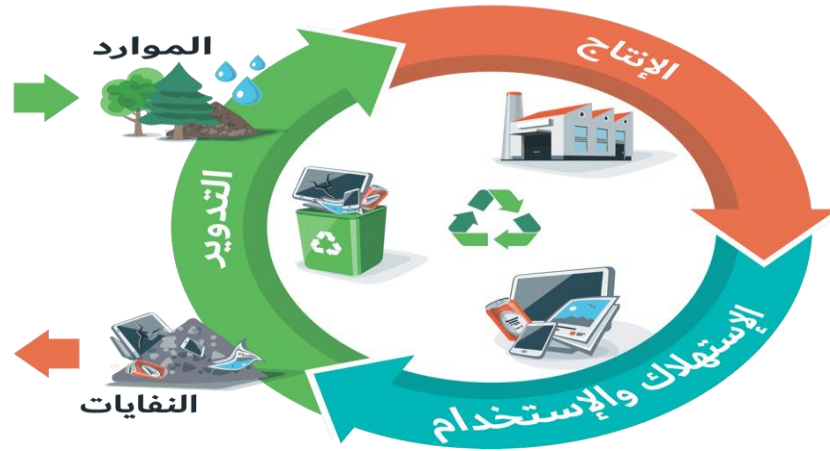 الموارد
الإنتاج
التدوير
الإستهلاك والإستخدام
النفايات